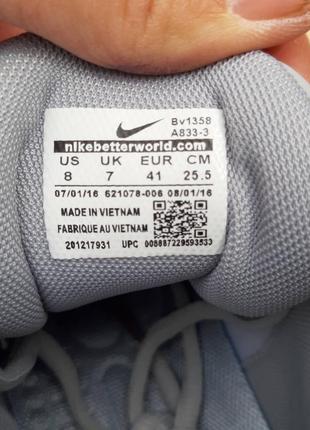 Bv1358
A833-3
nikebetterworld.com
US UK EUR CM
8 7 41 25.5
07/01/16 621078-006 08/01/16
MADE IN VIETNAM
FABRIQUE AU VIETNAM
201217931 UPC 008887229593533